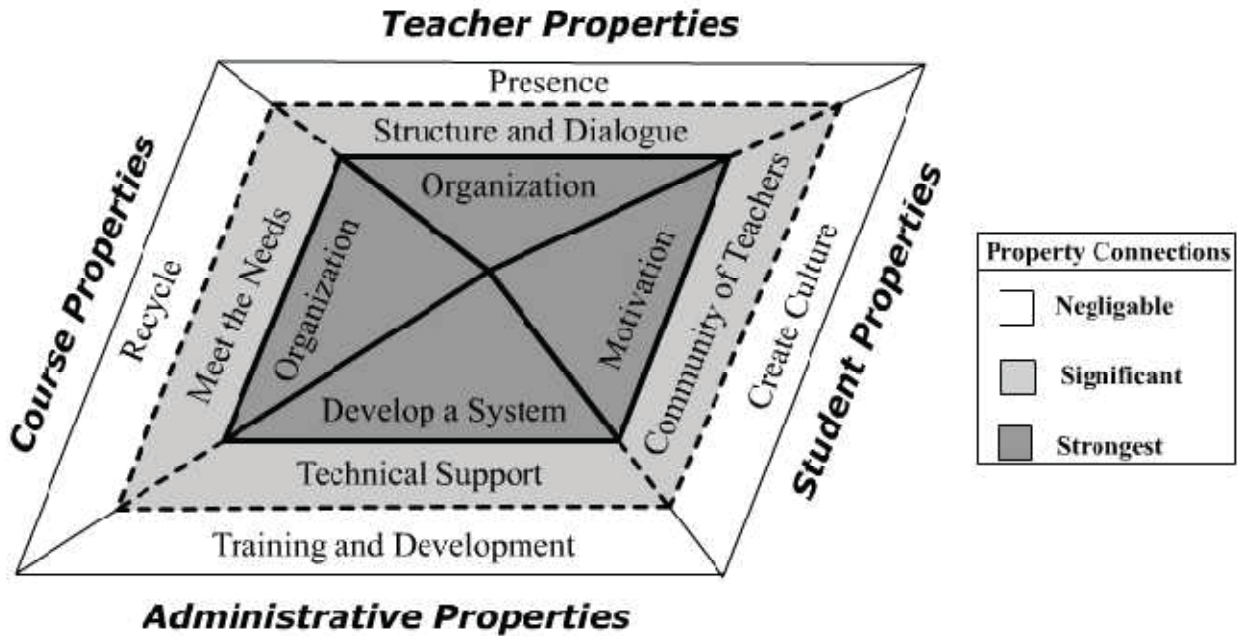 Teacher Properties
Presence
Structure and Dialogue
Organization
Course Properties
Recycle
Meet the Needs
Organization
Motivation
Community of Teachers
Create Culture
Student Properties
Develop a System
Technical Support
Training and Development
Administrative Properties
Property Connections
Negligable
Significant
Strongest